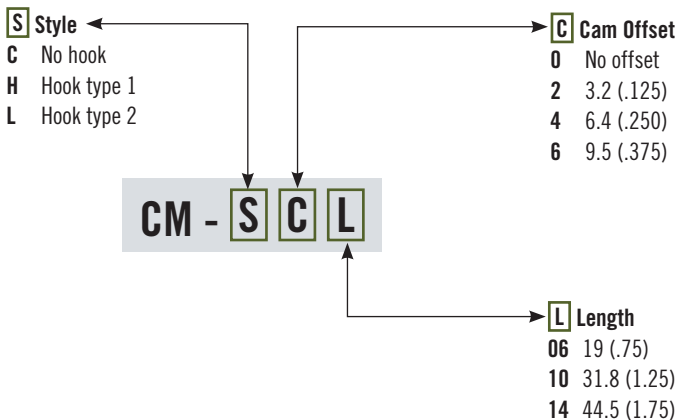 S Style
C No hook
H Hook type 1
L Hook type 2
C Cam Offset
0 No offset
2 3.2 (.125)
4 6.4 (.250)
6 9.5 (.375)
CM - S C L
L Length
06 19 (.75)
10 31.8 (1.25)
14 44.5 (1.75)